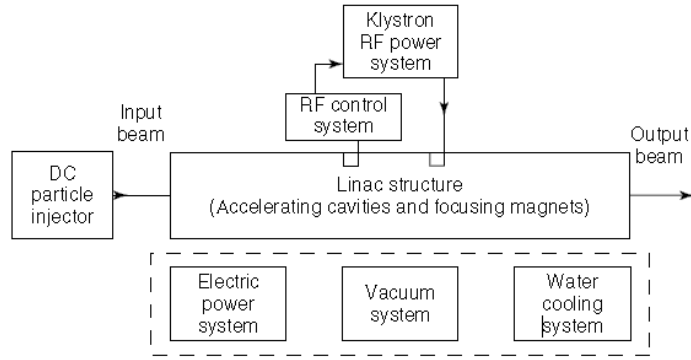 Klystron
RF power
system
RF control
system
Input
beam
Output
beam
DC
particle
injector
Linac structure
(Accelerating cavities and focusing magnets)
Electric
power
system
Vacuum
system
Water
cooling
system